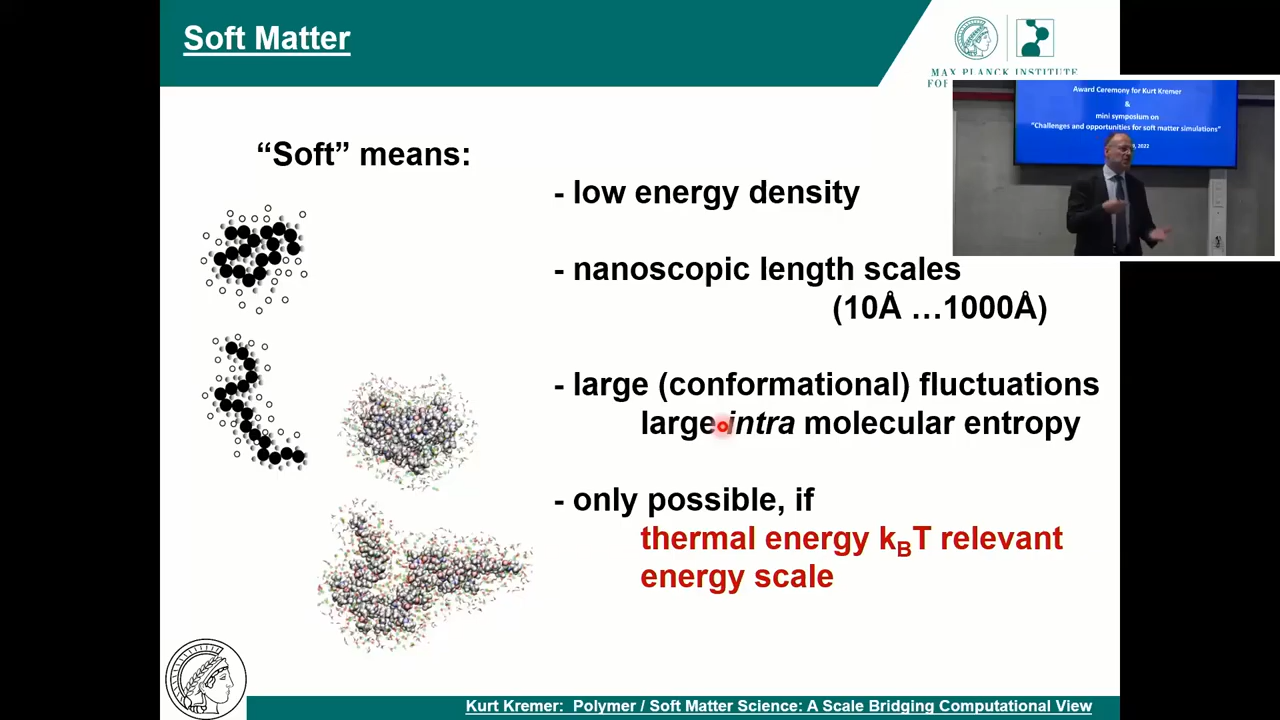 Soft Matter
MAX PLANCK INSTITUTE
Award Ceremony for Kurt Kremer
&
mini symposium on
"Challenges and opportunities for soft matter simulations"
2022
“Soft” means:
- low energy density
- nanoscopic length scales
(10Å …1000Å)
- large (conformational) fluctuations
large intra molecular entropy
- only possible, if
thermal energy kBT relevant
energy scale
Kurt Kremer: Polymer / Soft Matter Science: A Scale Bridging Computational View